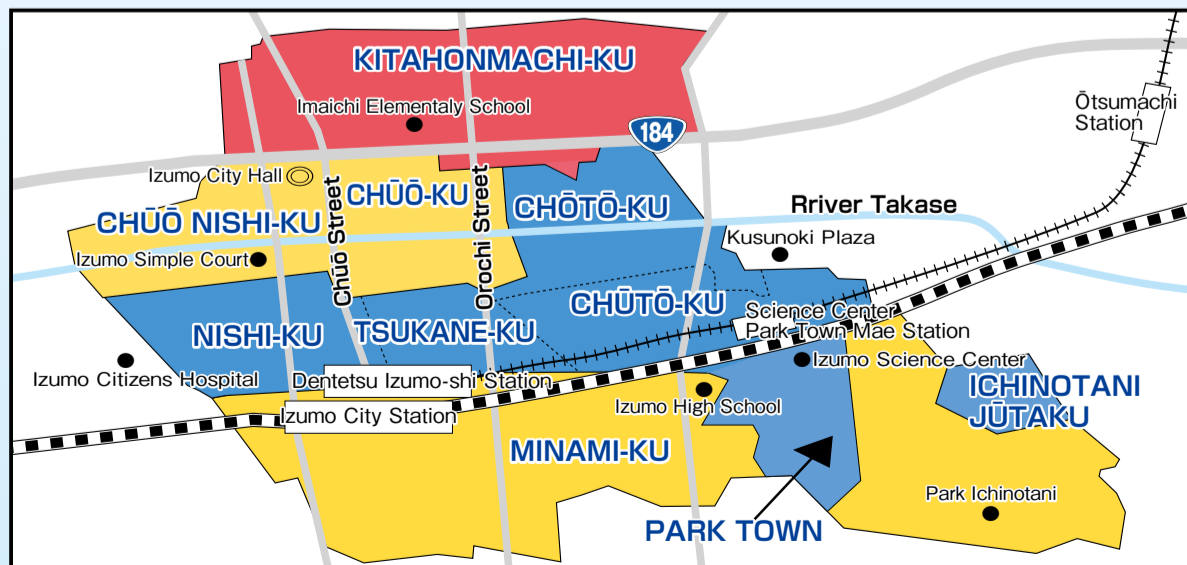 KITAHONMACHI-KU
Imaichi Elementaly School
184
Ōtsumachi
Station
Izumo City Hall
CHŪŌ-KU
Chūō Street
Orochi Street
CHŌTŌ-KU
Rriver Takase
CHŪŌ NISHI-KU
Kusunoki Plaza
Izumo Simple Court
CHŪTŌ-KU
NISHI-KU
TSUKANE-KU
Science Center
Park Town Mae Station
Izumo Science Center
Izumo Citizens Hospital
Dentetsu Izumo-shi Station
ICHINOTANI
JŪTAKU
Izumo City Station
Izumo High School
MINAMI-KU
Park Ichinotani
PARK TOWN